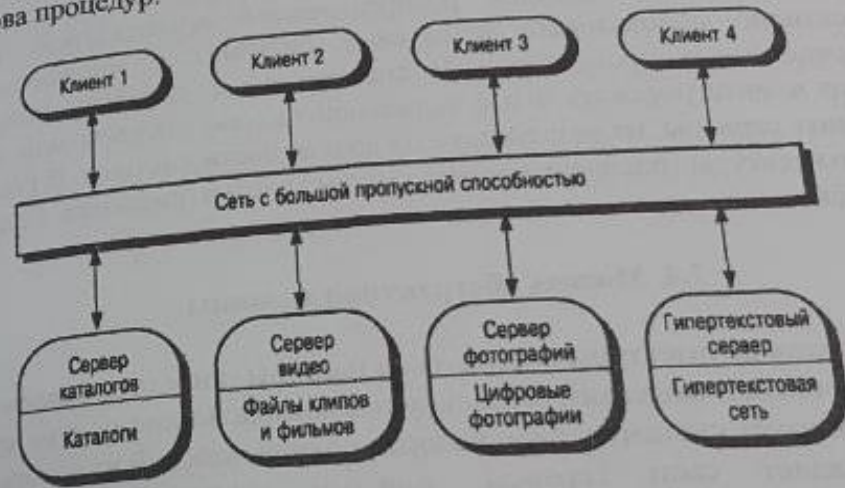 процедур.
Клиент 1
Клиент 2
Клиент 3
Клиент 4
Сеть с большой пропускной способностью
Сервер
каталогов
Каталоги
Сервер
видео
Файлы клипов
и фильмов
Сервер
фотографий
Цифровые
фотографии
Гипертекстовый
сервер
Гипертекстовая
сеть